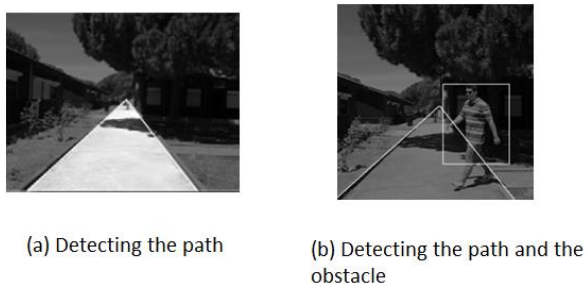 (a) Detecting the path
(b) Detecting the path and the
obstacle